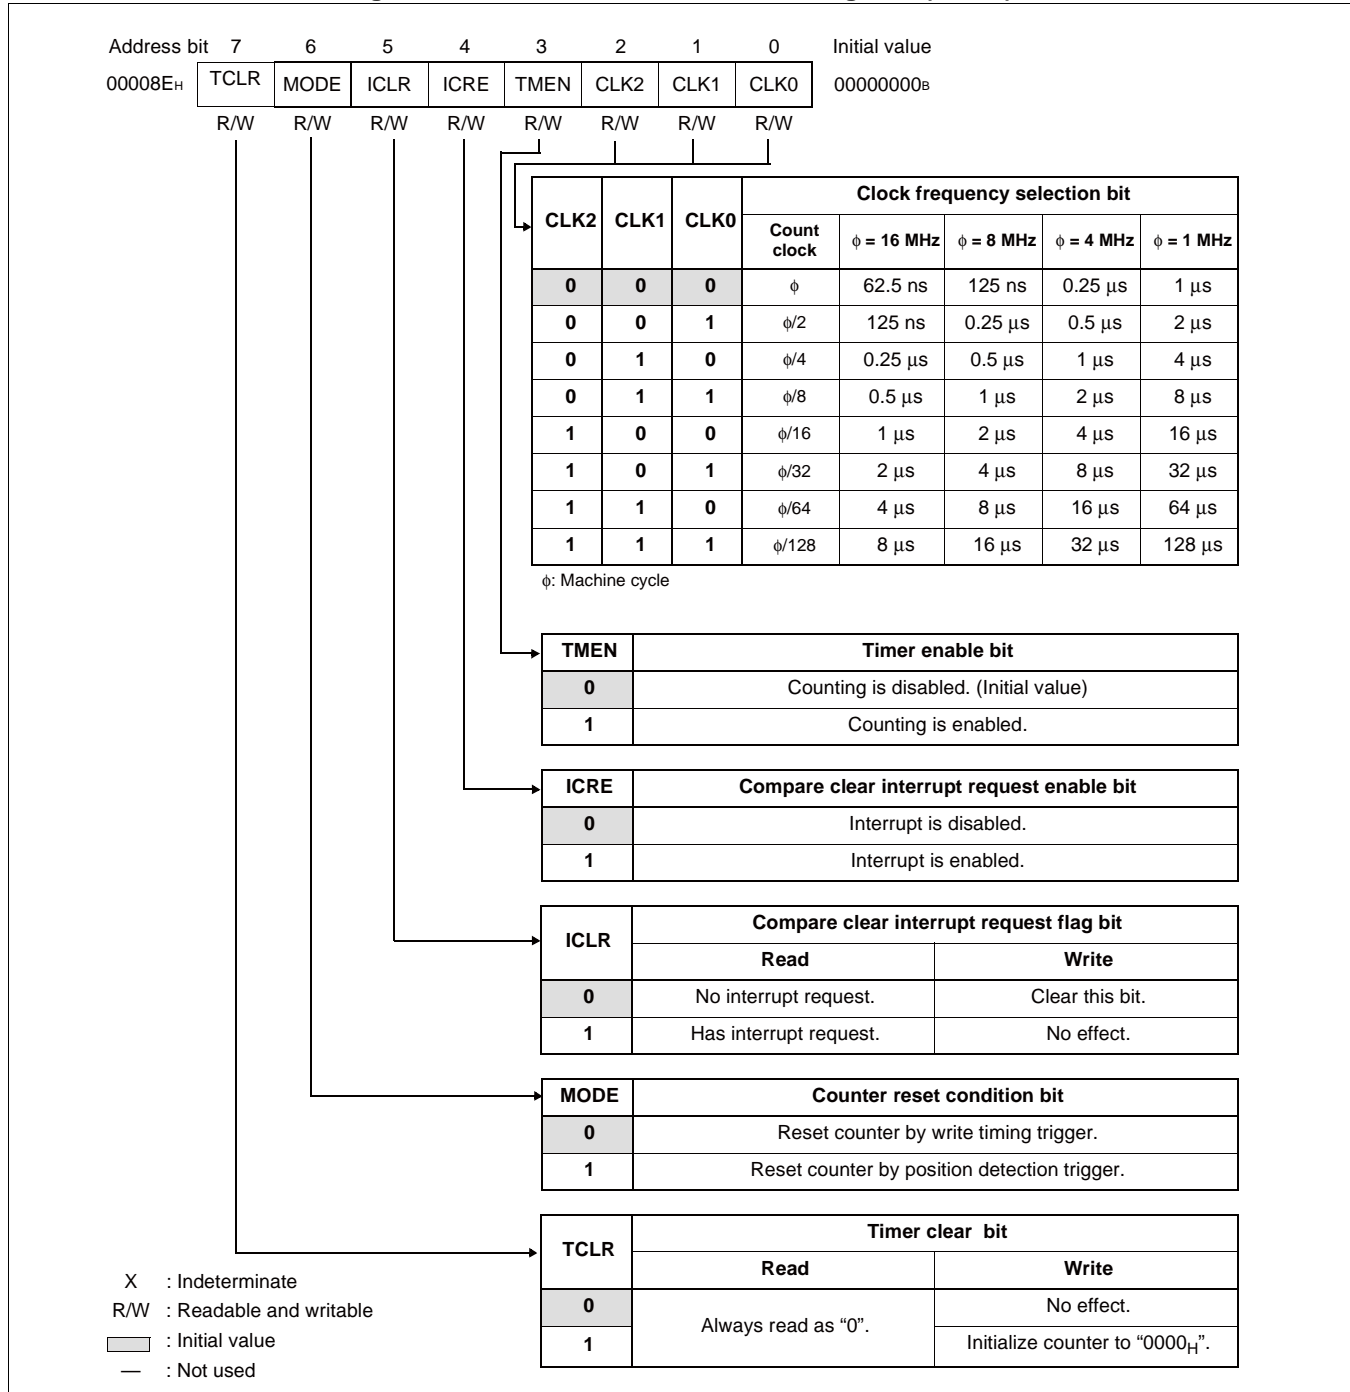 Address bit 7 6 5 4 3 2 1 0 Initial value
00008EH TCLR MODE ICLR ICRE TMEN CLK2 CLK1 CLK0 00000000B
R/W R/W R/W R/W R/W R/W R/W R/W
CLK2 CLK1 CLK0 Clock frequency selection bit
Count clock ϕ = 16 MHz ϕ = 8 MHz ϕ = 4 MHz ϕ = 1 MHz
0 0 0 ϕ 62.5 ns 125 ns 0.25 μs 1 μs
0 0 1 ϕ/2 125 ns 0.25 μs 0.5 μs 2 μs
0 1 0 ϕ/4 0.25 μs 0.5 μs 1 μs 4 μs
0 1 1 ϕ/8 0.5 μs 1 μs 2 μs 8 μs
1 0 0 ϕ/16 1 μs 2 μs 4 μs 16 μs
1 0 1 ϕ/32 2 μs 4 μs 8 μs 32 μs
1 1 0 ϕ/64 4 μs 8 μs 16 μs 64 μs
1 1 1 ϕ/128 8 μs 16 μs 32 μs 128 μs
ϕ: Machine cycle
TMEN Timer enable bit
0 Counting is disabled. (Initial value)
1 Counting is enabled.
ICRE Compare clear interrupt request enable bit
0 Interrupt is disabled.
1 Interrupt is enabled.
ICLR Compare clear interrupt request flag bit
Read Write
0 No interrupt request. Clear this bit.
1 Has interrupt request. No effect.
MODE Counter reset condition bit
0 Reset counter by write timing trigger.
1 Reset counter by position detection trigger.
TCLR Timer clear bit
Read Write
0 Always read as “0”. No effect.
1 Initialize counter to “0000H”.
X : Indeterminate
R/W : Readable and writable
: Initial value
— : Not used